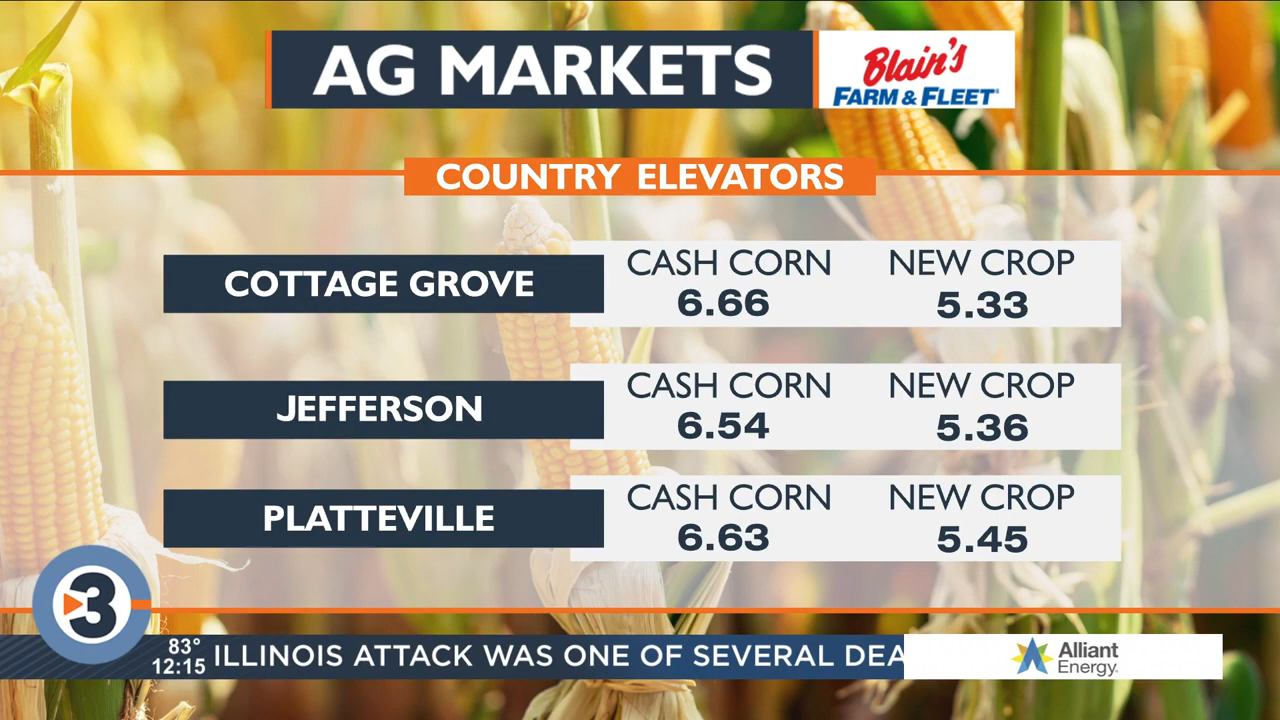 AG MARKETS
Blain's
FARM & FLEET
COUNTRY ELEVATORS
COTTAGE GROVE
CASH CORN NEW CROP
6.66 5.33
JEFFERSON
CASH CORN NEW CROP
6.54 5.36
PLATTEVILLE
CASH CORN NEW CROP
6.63 5.45
3
83°
12:15
ILLINOIS ATTACK WAS ONE OF SEVERAL DEA
Alliant
Energy